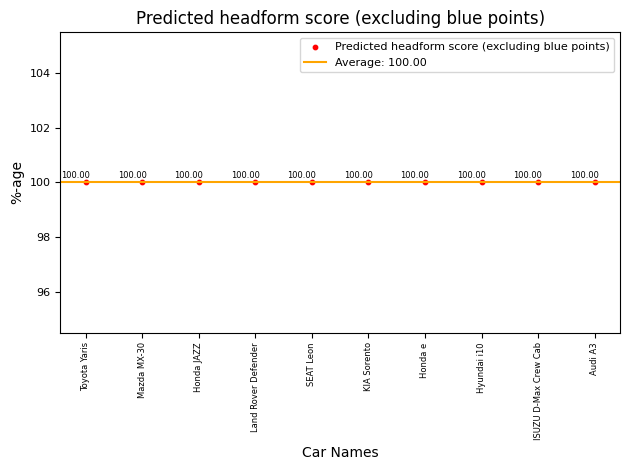 Predicted headform score (excluding blue points)
Predicted headform score (excluding blue points)
Average: 100.00
104
102
100
98
96
%-age
100.00 100.00 100.00 100.00 100.00 100.00 100.00 100.00 100.00 100.00
Toyota Yaris
Mazda MX-30
Honda JAZZ
Land Rover Defender
SEAT Leon
KIA Sorento
Honda e
Hyundai i10
ISUZU D-Max Crew Cab
Audi A3
Car Names